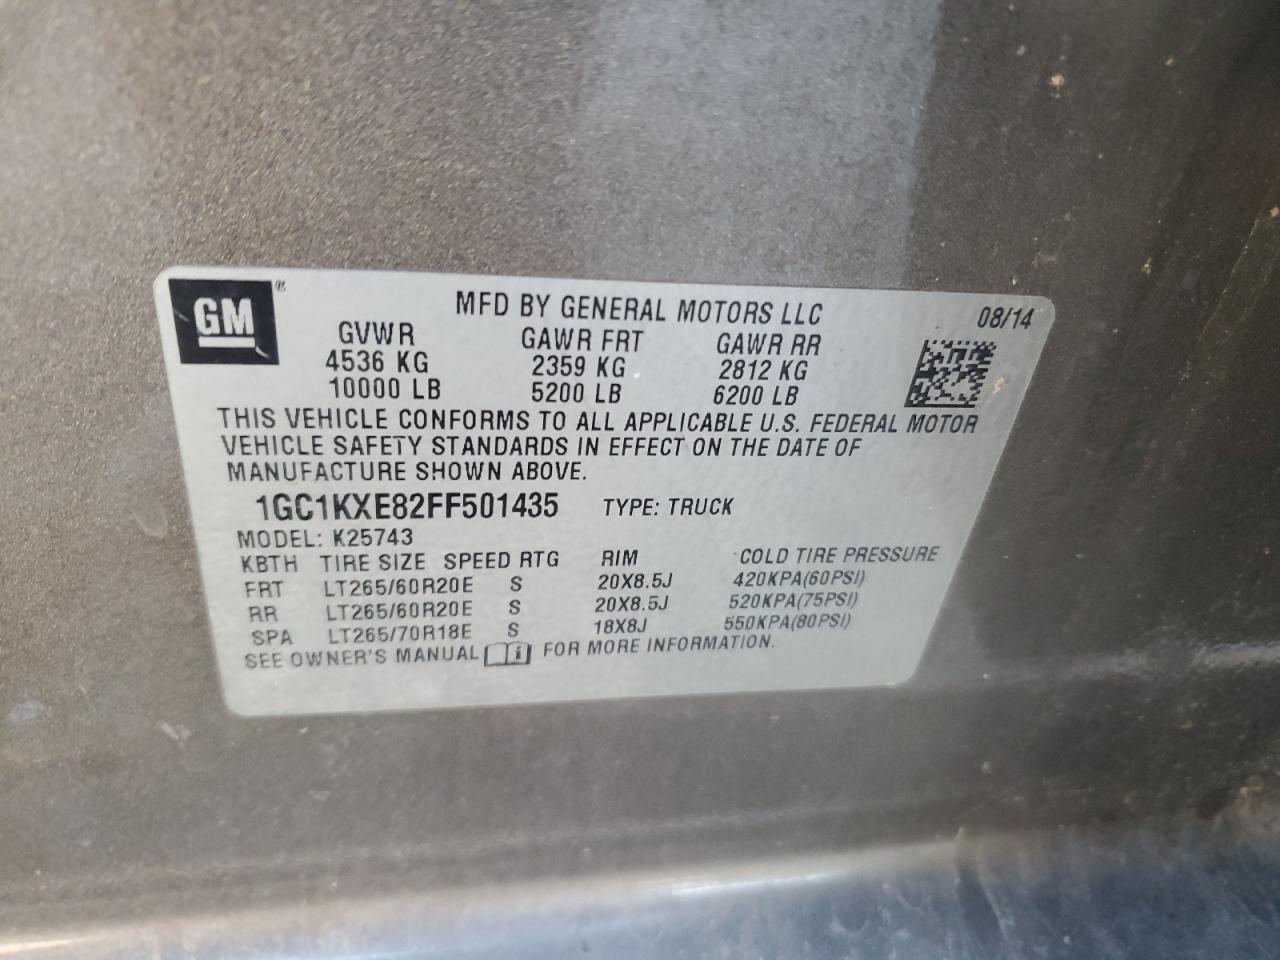 GM®
MFD BY GENERAL MOTORS LLC 08/14
GVWR GAWR FRT GAWR RR
4536 KG 2359 KG 2812 KG
10000 LB 5200 LB 6200 LB
THIS VEHICLE CONFORMS TO ALL APPLICABLE U.S. FEDERAL MOTOR
VEHICLE SAFETY STANDARDS IN EFFECT ON THE DATE OF
MANUFACTURE SHOWN ABOVE.
1GC1KXE82FF501435 TYPE: TRUCK
MODEL: K25743
KBTH TIRE SIZE SPEED RTG RIM COLD TIRE PRESSURE
FRT LT265/60R20E S 20X8.5J 420KPA(60PSI)
RR LT265/60R20E S 20X8.5J 520KPA(75PSI)
SPA LT265/70R18E S 18X8J 550KPA(80PSI)
SEE OWNER'S MANUAL i FOR MORE INFORMATION.